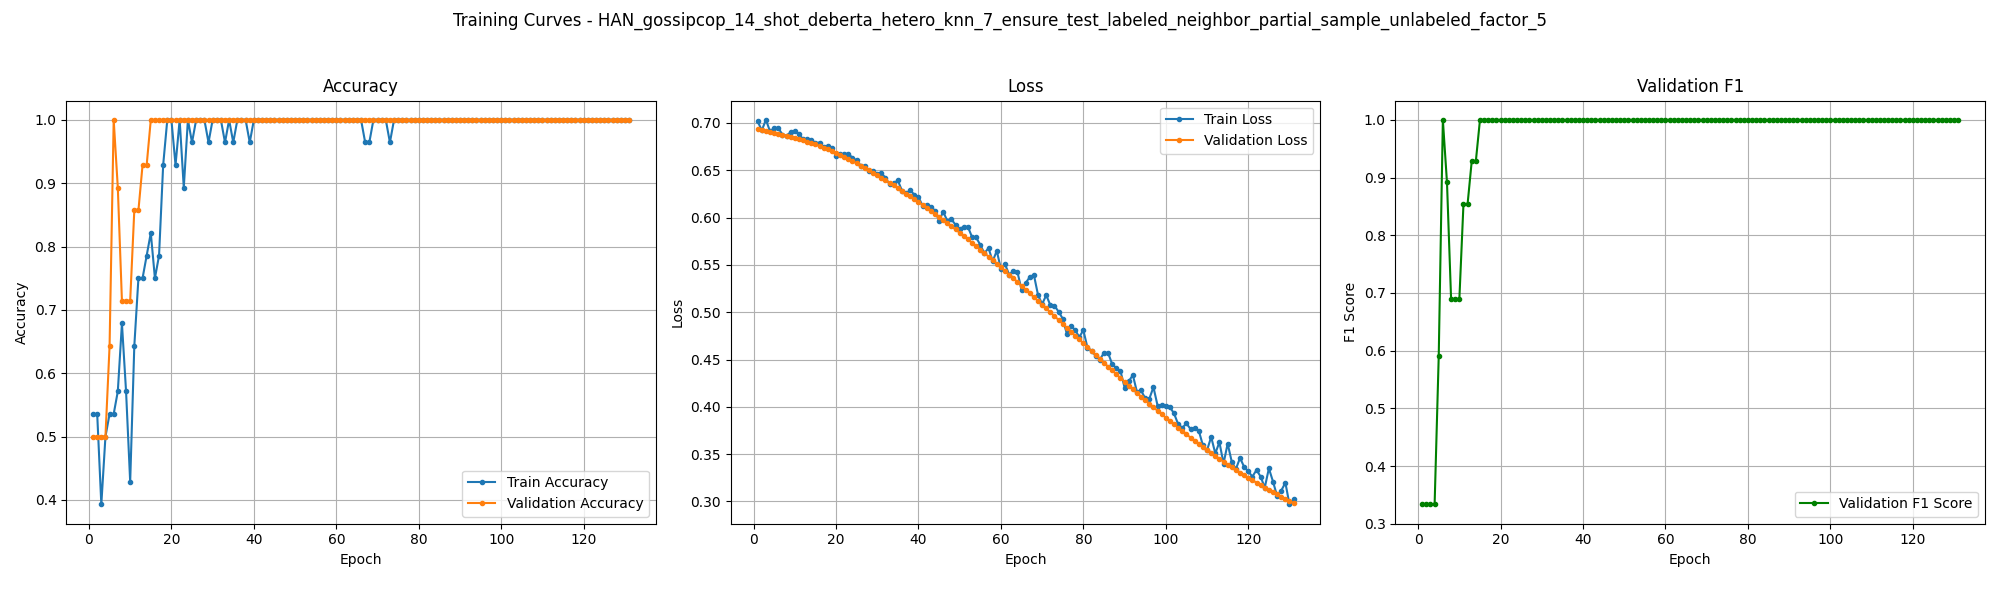 Training Curves - HAN_gossipcop_14_shot_deberta_hetero_knn_7_ensure_test_labeled_neighbor_partial_sample_unlabeled_factor_5
Accuracy
Accuracy
1.0
0.9
0.8
0.7
0.6
0.5
0.4
Train Accuracy
Validation Accuracy
0 20 40 60 80 100 120
Epoch
Loss
Loss
0.70
0.65
0.60
0.55
0.50
0.45
0.40
0.35
0.30
Train Loss
Validation Loss
0 20 40 60 80 100 120
Epoch
Validation F1
F1 Score
1.0
0.9
0.8
0.7
0.6
0.5
0.4
0.3
Validation F1 Score
0 20 40 60 80 100 120
Epoch